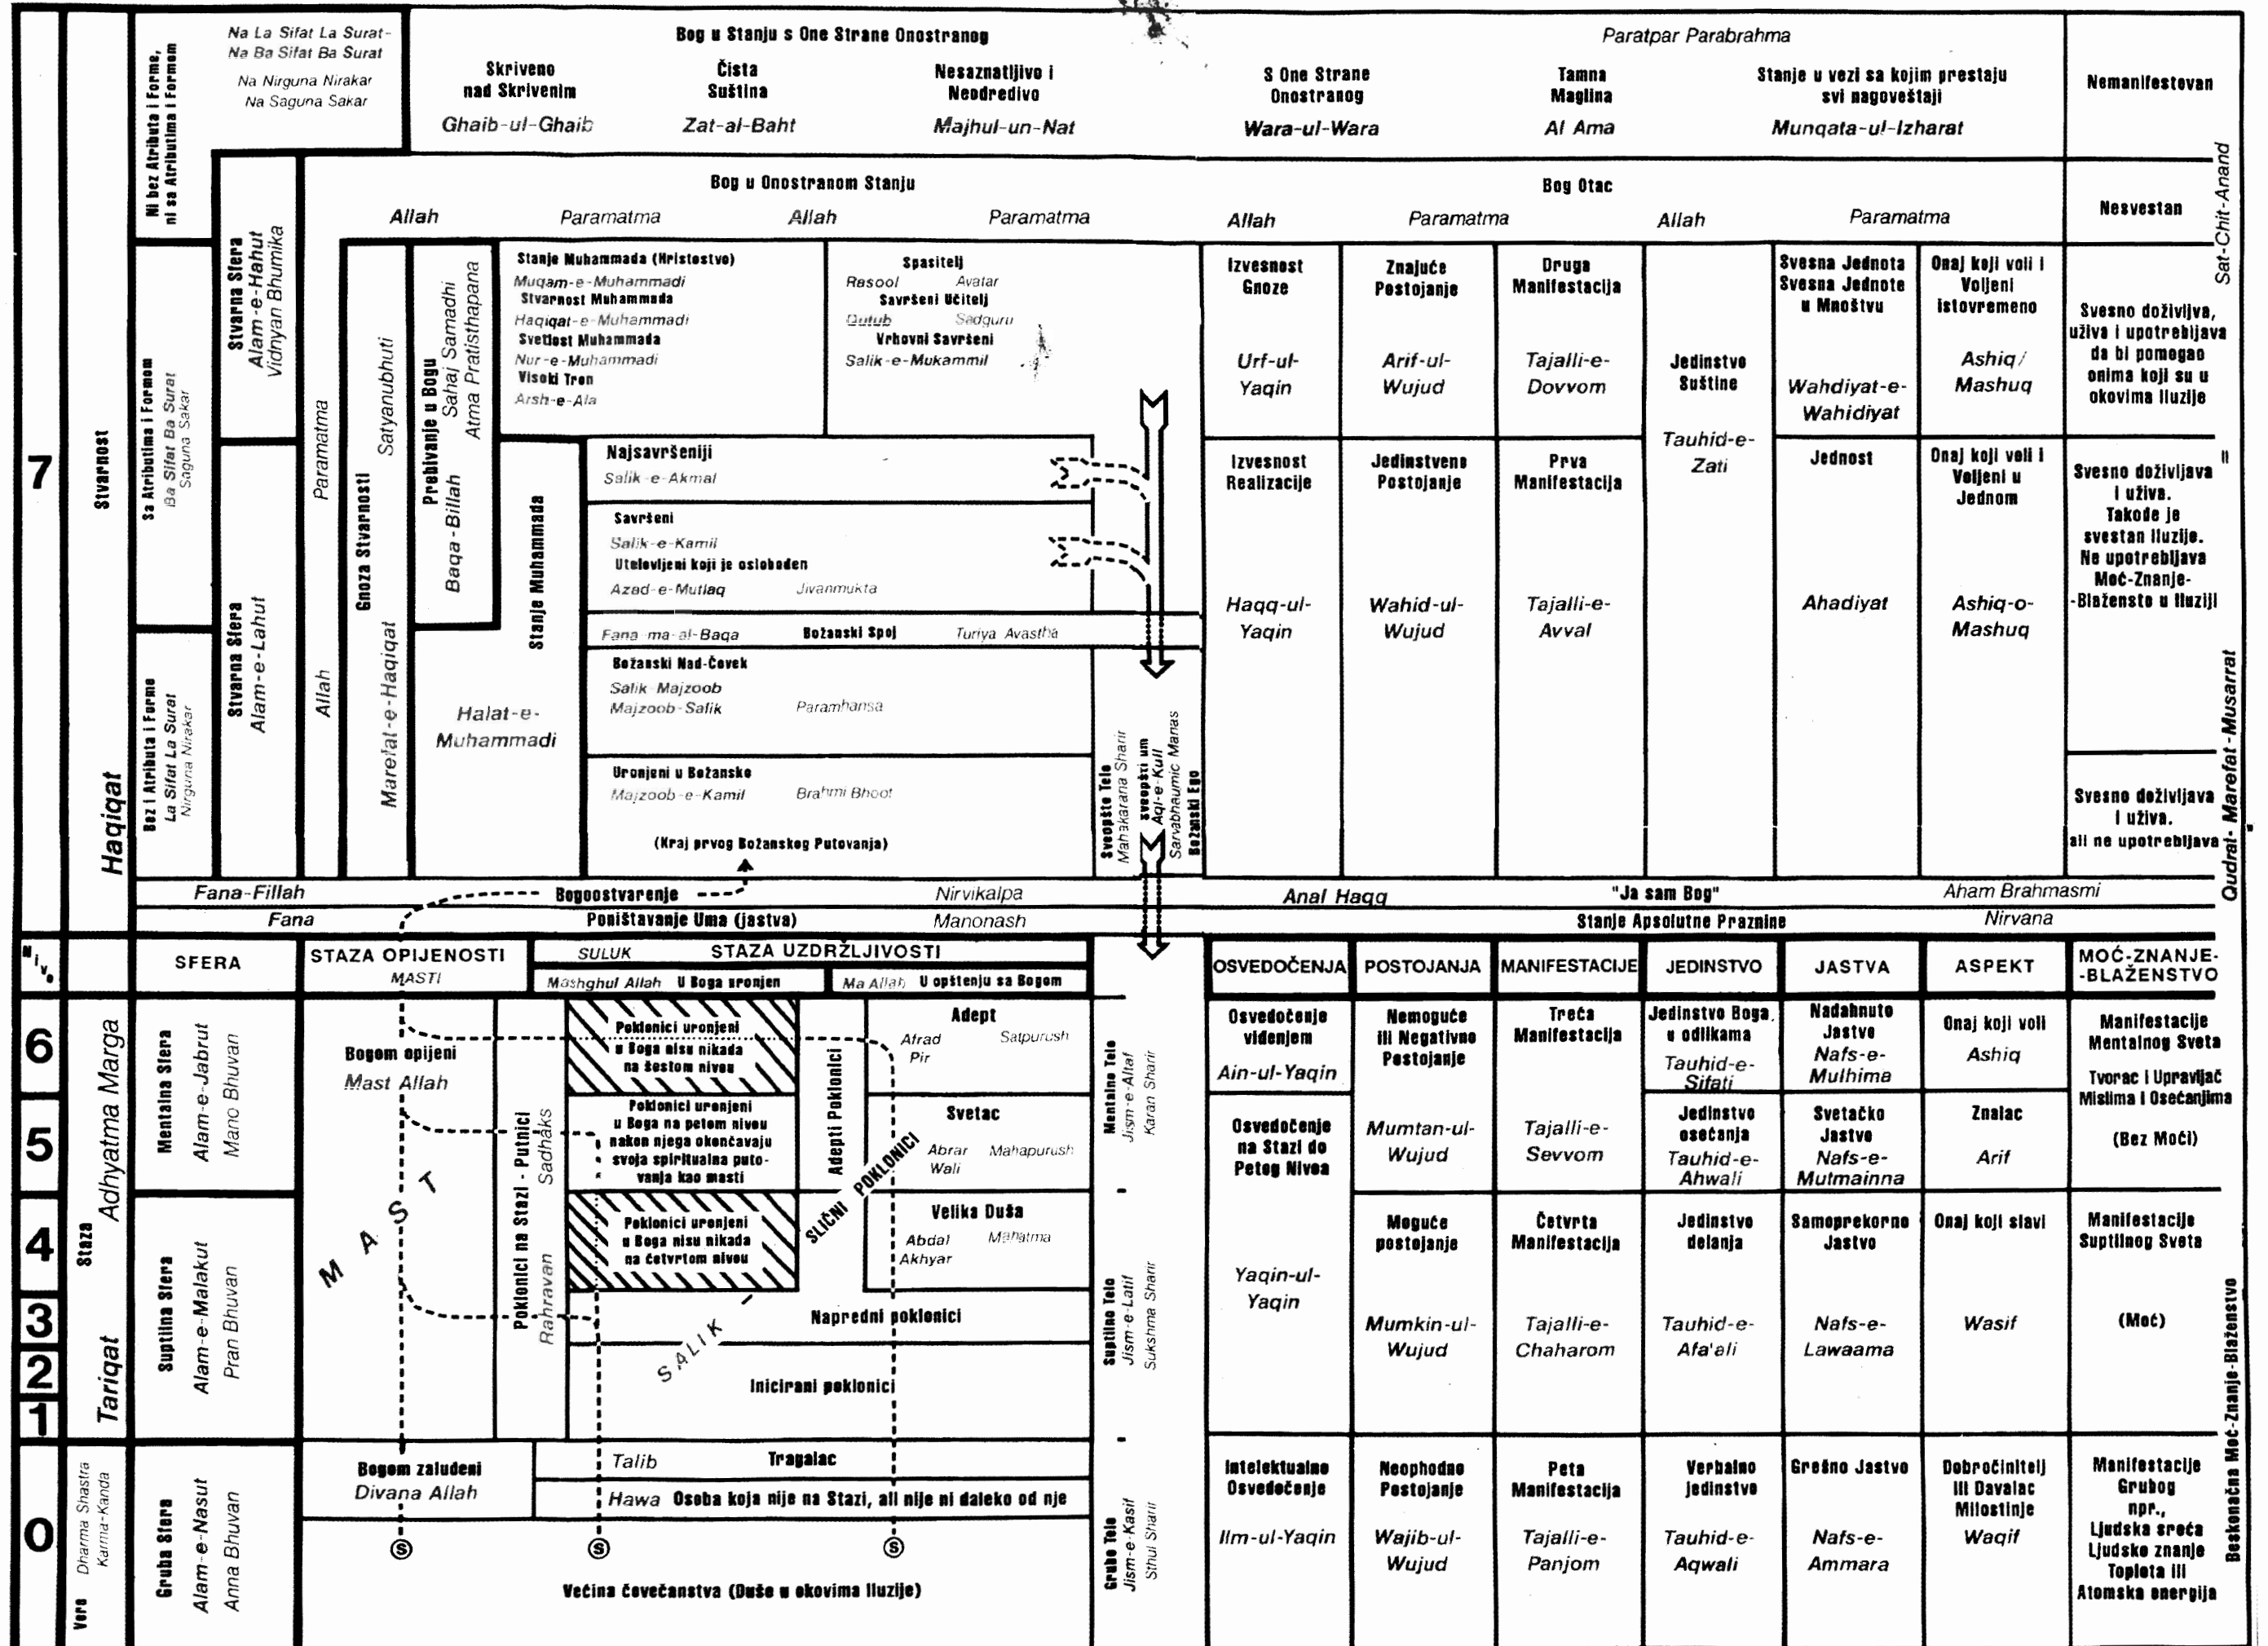 Na La Sifat La Surat-
Na Ba Sifat Ba Surat
Na Nirguna Nirakar
Na Saguna Sakar
Ni bez Atributa i Forme,
ni sa Atributima i Formom
Bog u Stanju s One Strane Onostranog
Paratpar Parabrahma
Skriveno
nad Skrivenim
Ghaib-ul-Ghaib
Čista
Suština
Zat-al-Baht
Nesaznatljivo i
Neodredivo
Majhul-un-Nat
S One Strane
Onostranog
Wara-ul-Wara
Tamna
Maglina
Al Ama
Stanje u vezi sa kojim prestaju
svi nagoveštaji
Munqata-ul-Izharat
Nemanifestovan
Bog u Onostranom Stanju
Bog Otac
Allah Paramatma Allah Paramatma Allah Paramatma Allah Paramatma
Nesvestan
Sat-Chit-Anand
7
Stvarnost
Haqiqat
Sa Atributima i Formom
Ba Sifat Ba Surat
Saguna Sakar
Bez i Atributa i Forme
La Sifat La Surat
Nirguna Nirakar
Stvarna Sfera
Alam-e-Hahut
Vidnyan Bhumika
Stvarna Sfera
Alam-e-Lahut
Allah Paramatma
Gnoza Stvarnosti
Marefat-e-Haqiqat Satyanubhuti
Prebivanje u Bogu
Baqa-Billah Sahaj Samadhi
Atma Pratisthapana
Stanje Muhammada
Halat-e-
Muhammadi
Stanje Muhammada (Hristostvo)
Muqam-e-Muhammadi
Stvarnost Muhammada
Haqiqat-e-Muhammadi
Svetlost Muhammada
Nur-e-Muhammadi
Visoki Tron
Arsh-e-Ala
Spasitelj
Rasool Avatar
Savršeni Učitelj
Qutub Sadguru
Vrhovni Savršeni
Salik-e-Mukammil
Najsavršeniji
Salik-e-Akmal
Savršeni
Salik-e-Kamil
Utelovljeni koji je oslobođen
Azad-e-Mutlaq Jivanmukta
Fana-ma-al-Baqa Božanski Spoj Turiya Avastha
Božanski Nad-Čovek
Salik-Majzoob
Majzoob-Salik Paramhansa
Uronjeni u Božanske
Majzoob-e-Kamil Brahmi Bhoot
(Kraj prvog Božanskog Putovanja)
Sveopšte Telo
Mahakarana Sharir
sveopšti um
Aql-e-Kull
Sarvabhaumic Manas
Božanski Ego
Izvesnost
Gnoze
Urf-ul-
Yaqin
Znajuće
Postojanje
Arif-ul-
Wujud
Druga
Manifestacija
Tajalli-e-
Dovvom
Jedinstvo
Suštine
Tauhid-e-
Zati
Svesna Jednota
Svesna Jednote
u Mnoštvu
Wahdiyat-e-
Wahidiyat
Onaj koji voli i
Voljeni
istovremeno
Ashiq/
Mashuq
Svesno doživljva,
uživa i upotrebljava
da bi pomogao
onima koji su u
okovima Iluzije
Izvesnost
Realizacije
Haqq-ul-
Yaqin
Jedinstvene
Postojanje
Wahid-ul-
Wujud
Prva
Manifestacija
Tajalli-e-
Avval
Jednost
Ahadiyat
Onaj koji voli i
Voljeni u
Jednom
Ashiq-o-
Mashuq
Svesno doživljava
i uživa.
Takođe je
svestan Iluzije.
Ne upotrebljava
Moć-Znanje-
-Blaženstvo u Iluziji
Svesno doživljava
i uživa.
ali ne upotrebljava
Qudrat-Marefat-Musarrat
=
Fana-Fillah Bogoostvarenje Nirvikalpa Anal Haqq "Ja sam Bog" Aham Brahmasmi
Fana Poništavanje Uma (jastva) Manonash Stanje Apsolutne Praznine Nirvana
Nivo
SFERA
STAZA OPIJENOSTI
MASTI
SULUK STAZA UZDRŽLJIVOSTI
Mashghul Allah U Boga uronjen
Ma Allah U opštenju sa Bogom
OSVEDOČENJA
POSTOJANJA
MANIFESTACIJE
JEDINSTVO
JASTVA
ASPEKT
MOĆ-ZNANJE-
-BLAŽENSTVO
6
5
4
3
2
1
0
Staza
Tariqat Adhyatma Marga
Mentalna Sfera
Alam-e-Jabrut
Mano Bhuvan
Suptilna Sfera
Alam-e-Malakut
Pran Bhuvan
Bogom opijeni
Mast Allah
MAST
Poklonici na Stazi - Putnici
Rahravan Sadhaks
Poklonici uronjeni
u Boga nisu nikada
na šestom nivou
Poklonici uronjeni
u Boga na petom nivou
nakon njega okončavaju
svoja spiritualna puto-
vanja kao masti
Poklonici uronjeni
u Boga nisu nikada
na četvrtom nivou
Adepti Poklonici
SLIČNI POKLONICI
SALIK -
Adept
Afrad Satpurush
Pir
Svetac
Abrar Mahapurush
Wali
Velika Duša
Abdal Mahatma
Akhyar
Napredni poklonici
Inicirani poklonici
Mentalno Telo
Jism-e-Altaf
Karan Sharir
Suptilno Telo
Jism-e-Latif
Sukshma Sharir
Osvedočenje
viđenjem
Ain-ul-Yaqin
Nemoguće
ili Negativno
Postojanje
Mumtan-ul-
Wujud
Treća
Manifestacija
Tajalli-e-
Sevvom
Jedinstvo Boga
u odlikama
Tauhid-e-
Sifati
Nadahnuto
Jastvo
Nafs-e-
Mulhima
Onaj koji voli
Ashiq
Manifestacije
Mentalnog Sveta
Tvorac i Upravljač
Mislima i Osećanjima
(Bez Moći)
Osvedočenje
na Stazi do
Petog Nivoa
Yaqin-ul-
Yaqin
Jedinstvo
osećanja
Tauhid-e-
Ahwali
Svetačko
Jastvo
Nafs-e-
Mutmainna
Znalac
Arif
Moguće
postojanje
Mumkin-ul-
Wujud
Četvrta
Manifestacija
Tajalli-e-
Chaharom
Jedinstvo
delanja
Tauhid-e-
Afa'ali
Samoprekorno
Jastvo
Nafs-e-
Lawaama
Onaj koji slavi
Wasif
Manifestacije
Suptilnog Sveta
(Moć)
Beskonačna Moć-Znanje-Blaženstvo
Vera
Dharma Shastra
Karma-Kanda
Gruba Sfera
Alam-e-Nasut
Anna Bhuvan
Bogom zaluđeni
Divana Allah
Talib Tragalac
Hawa Osoba koja nije na Stazi, ali nije ni daleko od nje
S S S
Većina čovečanstva (Duše u okovima Iluzije)
Grubo Telo
Jism-e-Kasif
Sthul Sharir
Intelektualno
Osvedočenje
Ilm-ul-Yaqin
Neophodno
Postojanje
Wajib-ul-
Wujud
Peta
Manifestacija
Tajalli-e-
Panjom
Verbalno
jedinstvo
Tauhid-e-
Aqwali
Grešno Jastvo
Nafs-e-
Ammara
Dobročinitelj
ili Davalac
Milostinje
Waqif
Manifestacije
Grubog
npr.,
Ljudska sreća
Ljudsko znanje
Toplota ili
Atomska energija